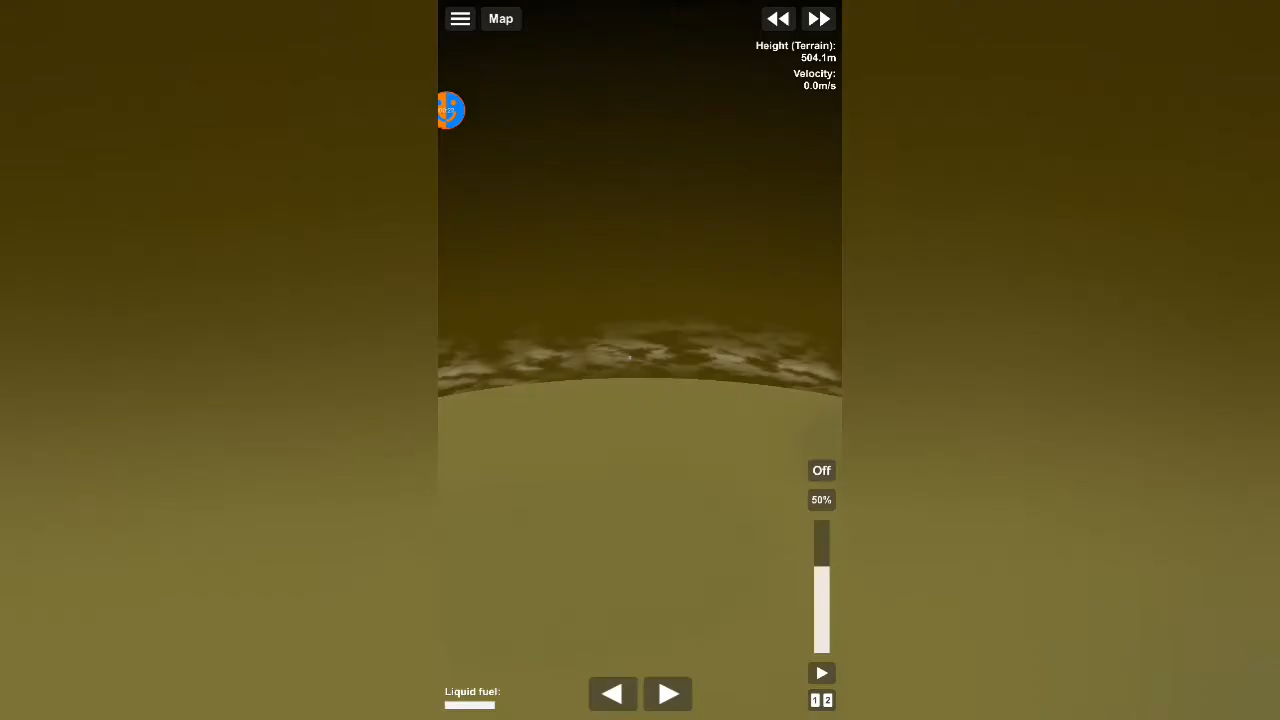 Map
Height (Terrain):
504.1m
Velocity:
0.0m/s
Off
50%
1 2
Liquid fuel: